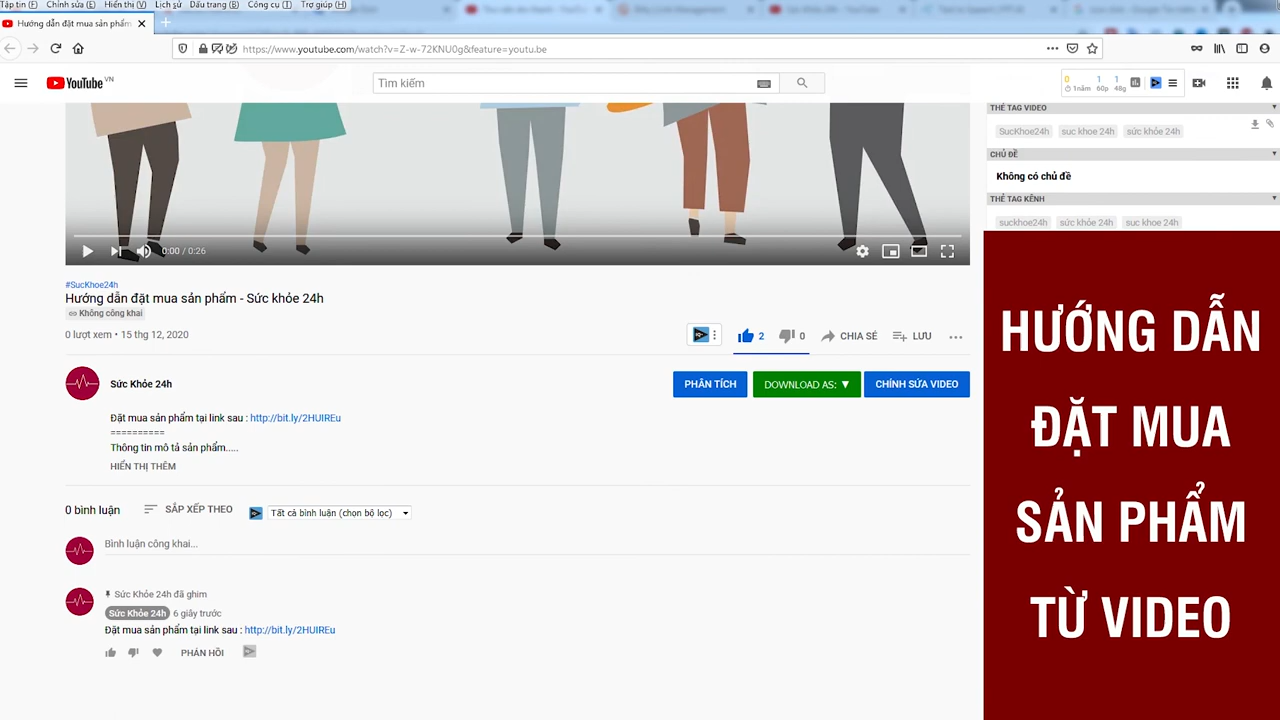 Tập tin (F) Chỉnh sửa (E) Hiển thị (V) Lịch sử Dấu trang (B) Công cụ (T) Trợ giúp (H)
Hướng dẫn đặt mua sản phẩm
https://www.youtube.com/watch?v=Z-w-72KNU0g&feature=youtu.be
YouTube VN
Tìm kiếm
0 1 1
1năm 60p 48g
THẺ TAG VIDEO
SucKhoe24h suc khoe 24h sức khỏe 24h
CHỦ ĐỀ
Không có chủ đề
THẺ TAG KÊNH
suckhoe24h sức khỏe 24h suc khoe 24h
0:00 / 0:26
#SucKhoe24h
Hướng dẫn đặt mua sản phẩm - Sức khỏe 24h
Không công khai
0 lượt xem • 15 thg 12, 2020
2 0 CHIA SẺ LƯU
Sức Khỏe 24h
PHÂN TÍCH DOWNLOAD AS: ▼ CHỈNH SỬA VIDEO
Đặt mua sản phẩm tại link sau : http://bit.ly/2HUIREu
==========
Thông tin mô tả sản phẩm.....
HIỂN THỊ THÊM
0 bình luận SẮP XẾP THEO Tất cả bình luận (chọn bộ lọc)
Bình luận công khai...
Sức Khỏe 24h đã ghim
Sức Khỏe 24h 6 giây trước
Đặt mua sản phẩm tại link sau : http://bit.ly/2HUIREu
PHẢN HỒI
HƯỚNG DẪN
ĐẶT MUA
SẢN PHẨM
TỪ VIDEO